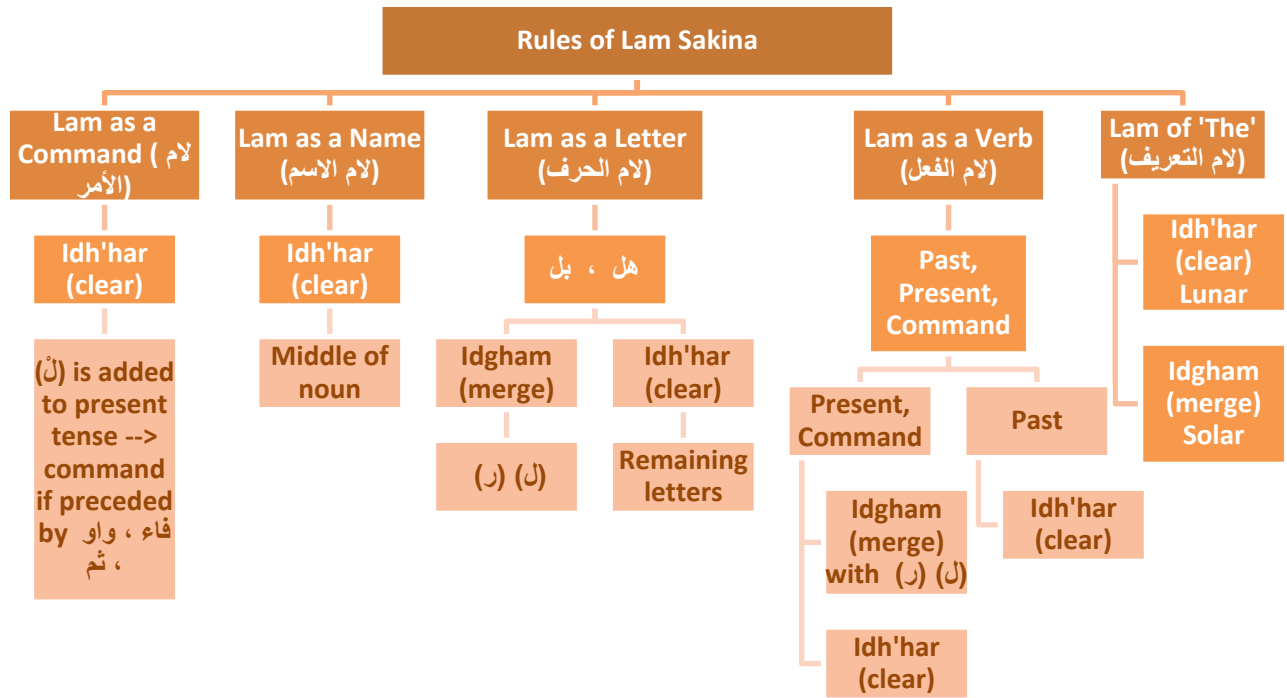 Rules of Lam Sakina
Lam as a
Command ( لام
الأمر)
Idh'har
(clear)
(لْ) is added
to present
tense -->
command
if preceded
by فاء ، واو
، ثم
Lam as a Name
(لام الاسم)
Idh'har
(clear)
Middle of
noun
Lam as a Letter
(لام الحرف)
هل ، بل
Idgham
(merge)
(ل) (ر)
Idh'har
(clear)
Remaining
letters
Lam as a Verb
(لام الفعل)
Past,
Present,
Command
Present,
Command
Idgham
(merge)
with (ل) (ر)
Idh'har
(clear)
Past
Idh'har
(clear)
Lam of 'The'
(لام التعريف)
Idh'har
(clear)
Lunar
Idgham
(merge)
Solar